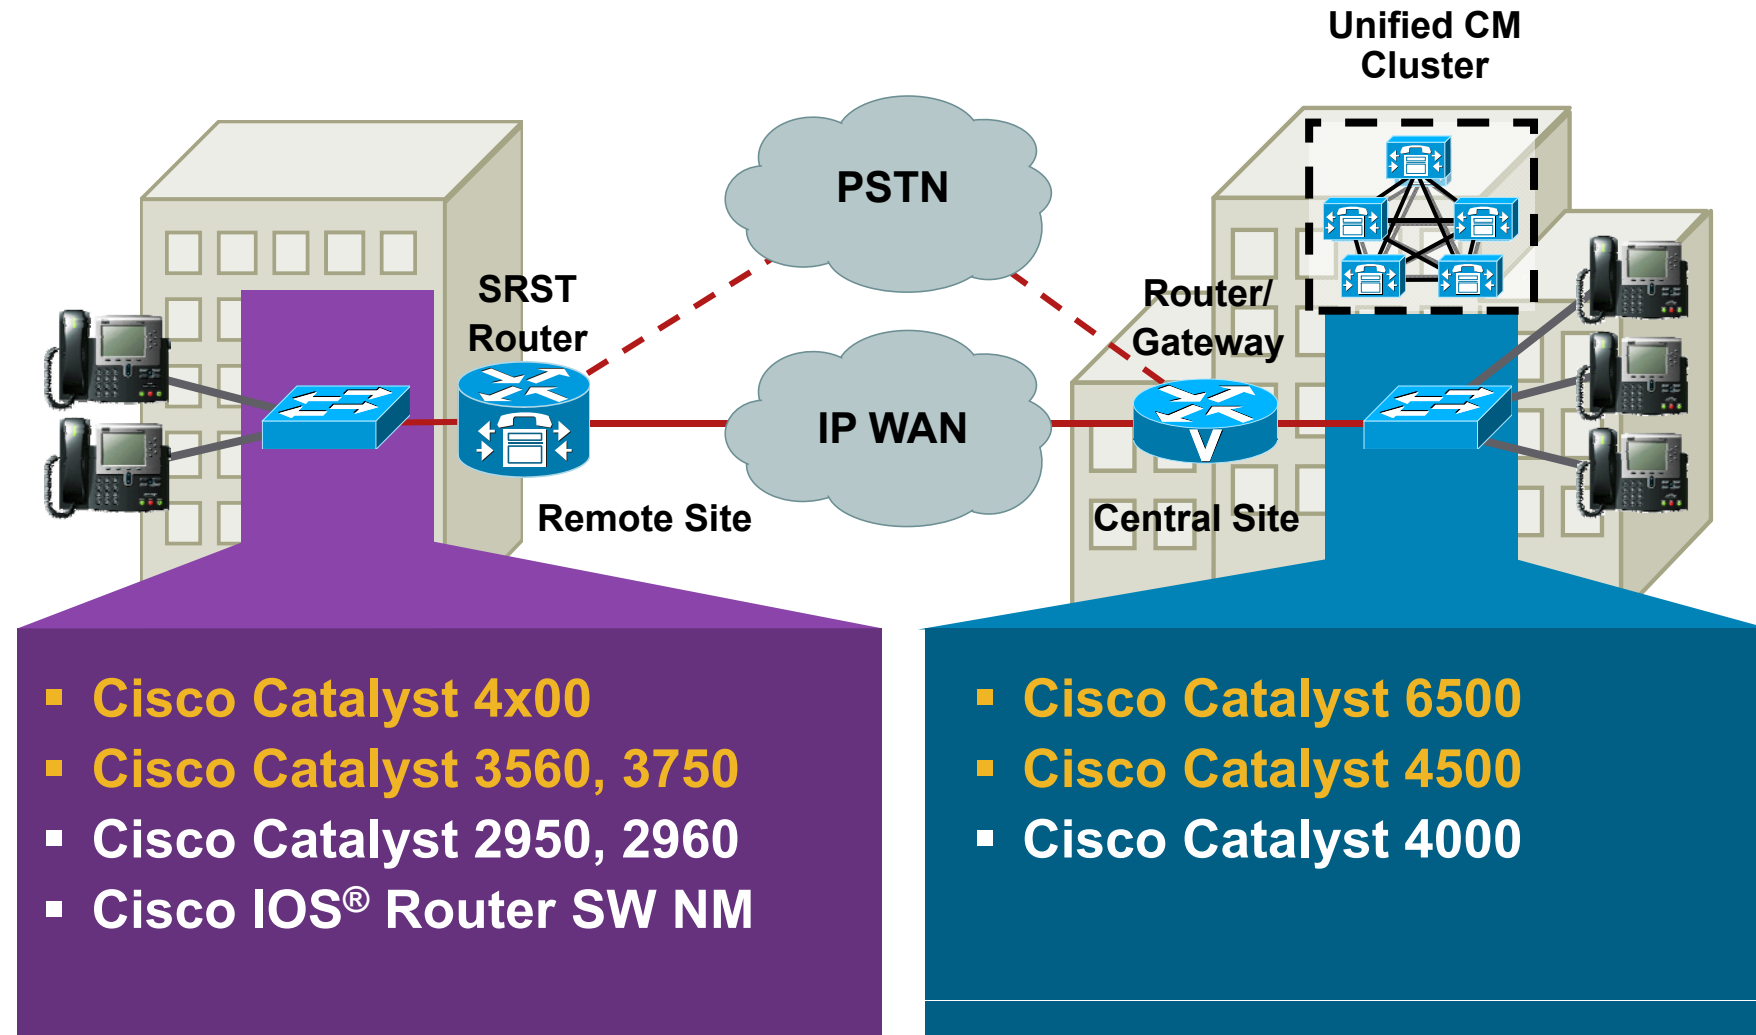 Unified CM
Cluster
PSTN
SRST
Router
Router/
Gateway
IP WAN
V
Remote Site
Central Site
Cisco Catalyst 4x00
Cisco Catalyst 3560, 3750
Cisco Catalyst 2950, 2960
Cisco IOS® Router SW NM
Cisco Catalyst 6500
Cisco Catalyst 4500
Cisco Catalyst 4000